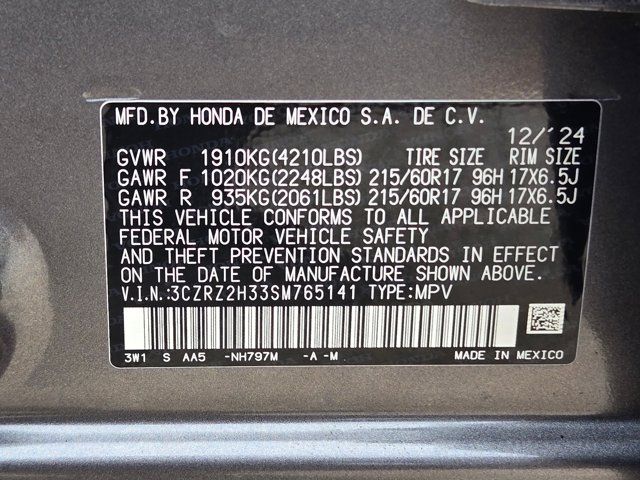 MFD.BY HONDA DE MEXICO S.A. DE C.V.
12/'24
GVWR 1910KG(4210LBS) TIRE SIZE RIM SIZE
GAWR F 1020KG(2248LBS) 215/60R17 96H 17X6.5J
GAWR R 935KG(2061LBS) 215/60R17 96H 17X6.5J
THIS VEHICLE CONFORMS TO ALL APPLICABLE
FEDERAL MOTOR VEHICLE SAFETY
AND THEFT PREVENTION STANDARDS IN EFFECT
ON THE DATE OF MANUFACTURE SHOWN ABOVE.
V.I.N.:3CZRZ2H33SM765141 TYPE:MPV
3W1 S AA5 -NH797M -A -M MADE IN MEXICO